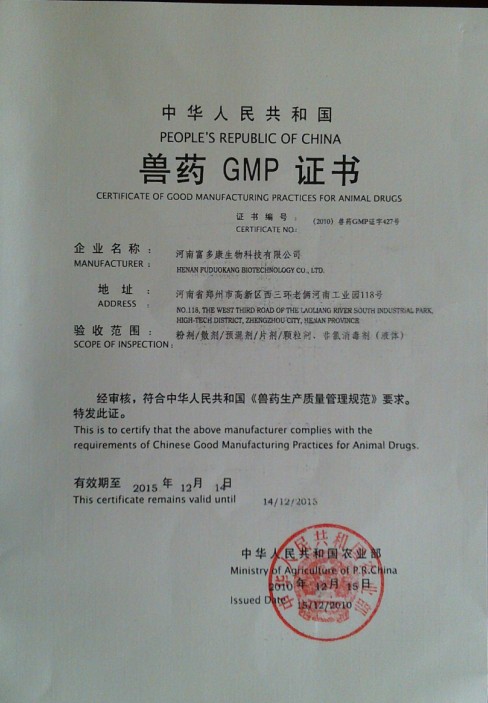 中华人民共和国
PEOPLE'S REPUBLIC OF CHINA
兽药 GMP 证书
CERTIFICATE OF GOOD MANUFACTURING PRACTICES FOR ANIMAL DRUGS
证书编号：
(2010) 兽药GMP证字427号
CERTIFICATE NO:
企业名称：
河南富多康生物科技有限公司
MANUFACTURER:
HENAN FUDUOKANG BIOTECHNOLOGY CO., LTD.
地址：
河南省郑州市高新区西三环老俩河南工业园118号
ADDRESS:
NO.118, THE WEST THIRD ROAD OF THE LAOLIANG RIVER SOUTH INDUSTRIAL PARK,
HIGH-TECH DISTRICT, ZHENGZHOU CITY, HENAN PROVINCE
验收范围：
粉剂/散剂/预混剂/片剂/颗粒剂、非氯消毒剂（液体）
SCOPE OF INSPECTION:
经审核，符合中华人民共和国《兽药生产质量管理规范》要求。
特发此证。
This is to certify that the above manufacturer complies with the
requirements of Chinese Good Manufacturing Practices for Animal Drugs.
有效期至 2015 年 12月 14日
This certificate remains valid until 14/12/2015
中华人民共和国农业部
Ministry of Agriculture of P.R.China
2010 年 12月 15日
Issued Date 15/12/2010